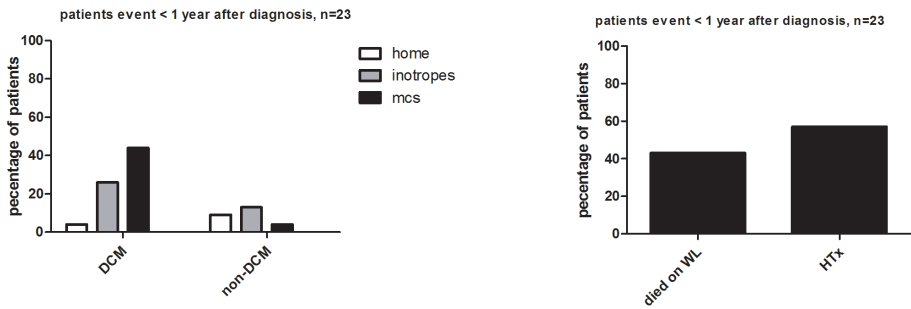 patients event < 1 year after diagnosis, n=23
pecentage of patients
100
80
60
40
20
0
DCM
non-DCM
home
inotropes
mcs
patients event < 1 year after diagnosis, n=23
pecentage of patients
100
80
60
40
20
0
died on WL
HTx